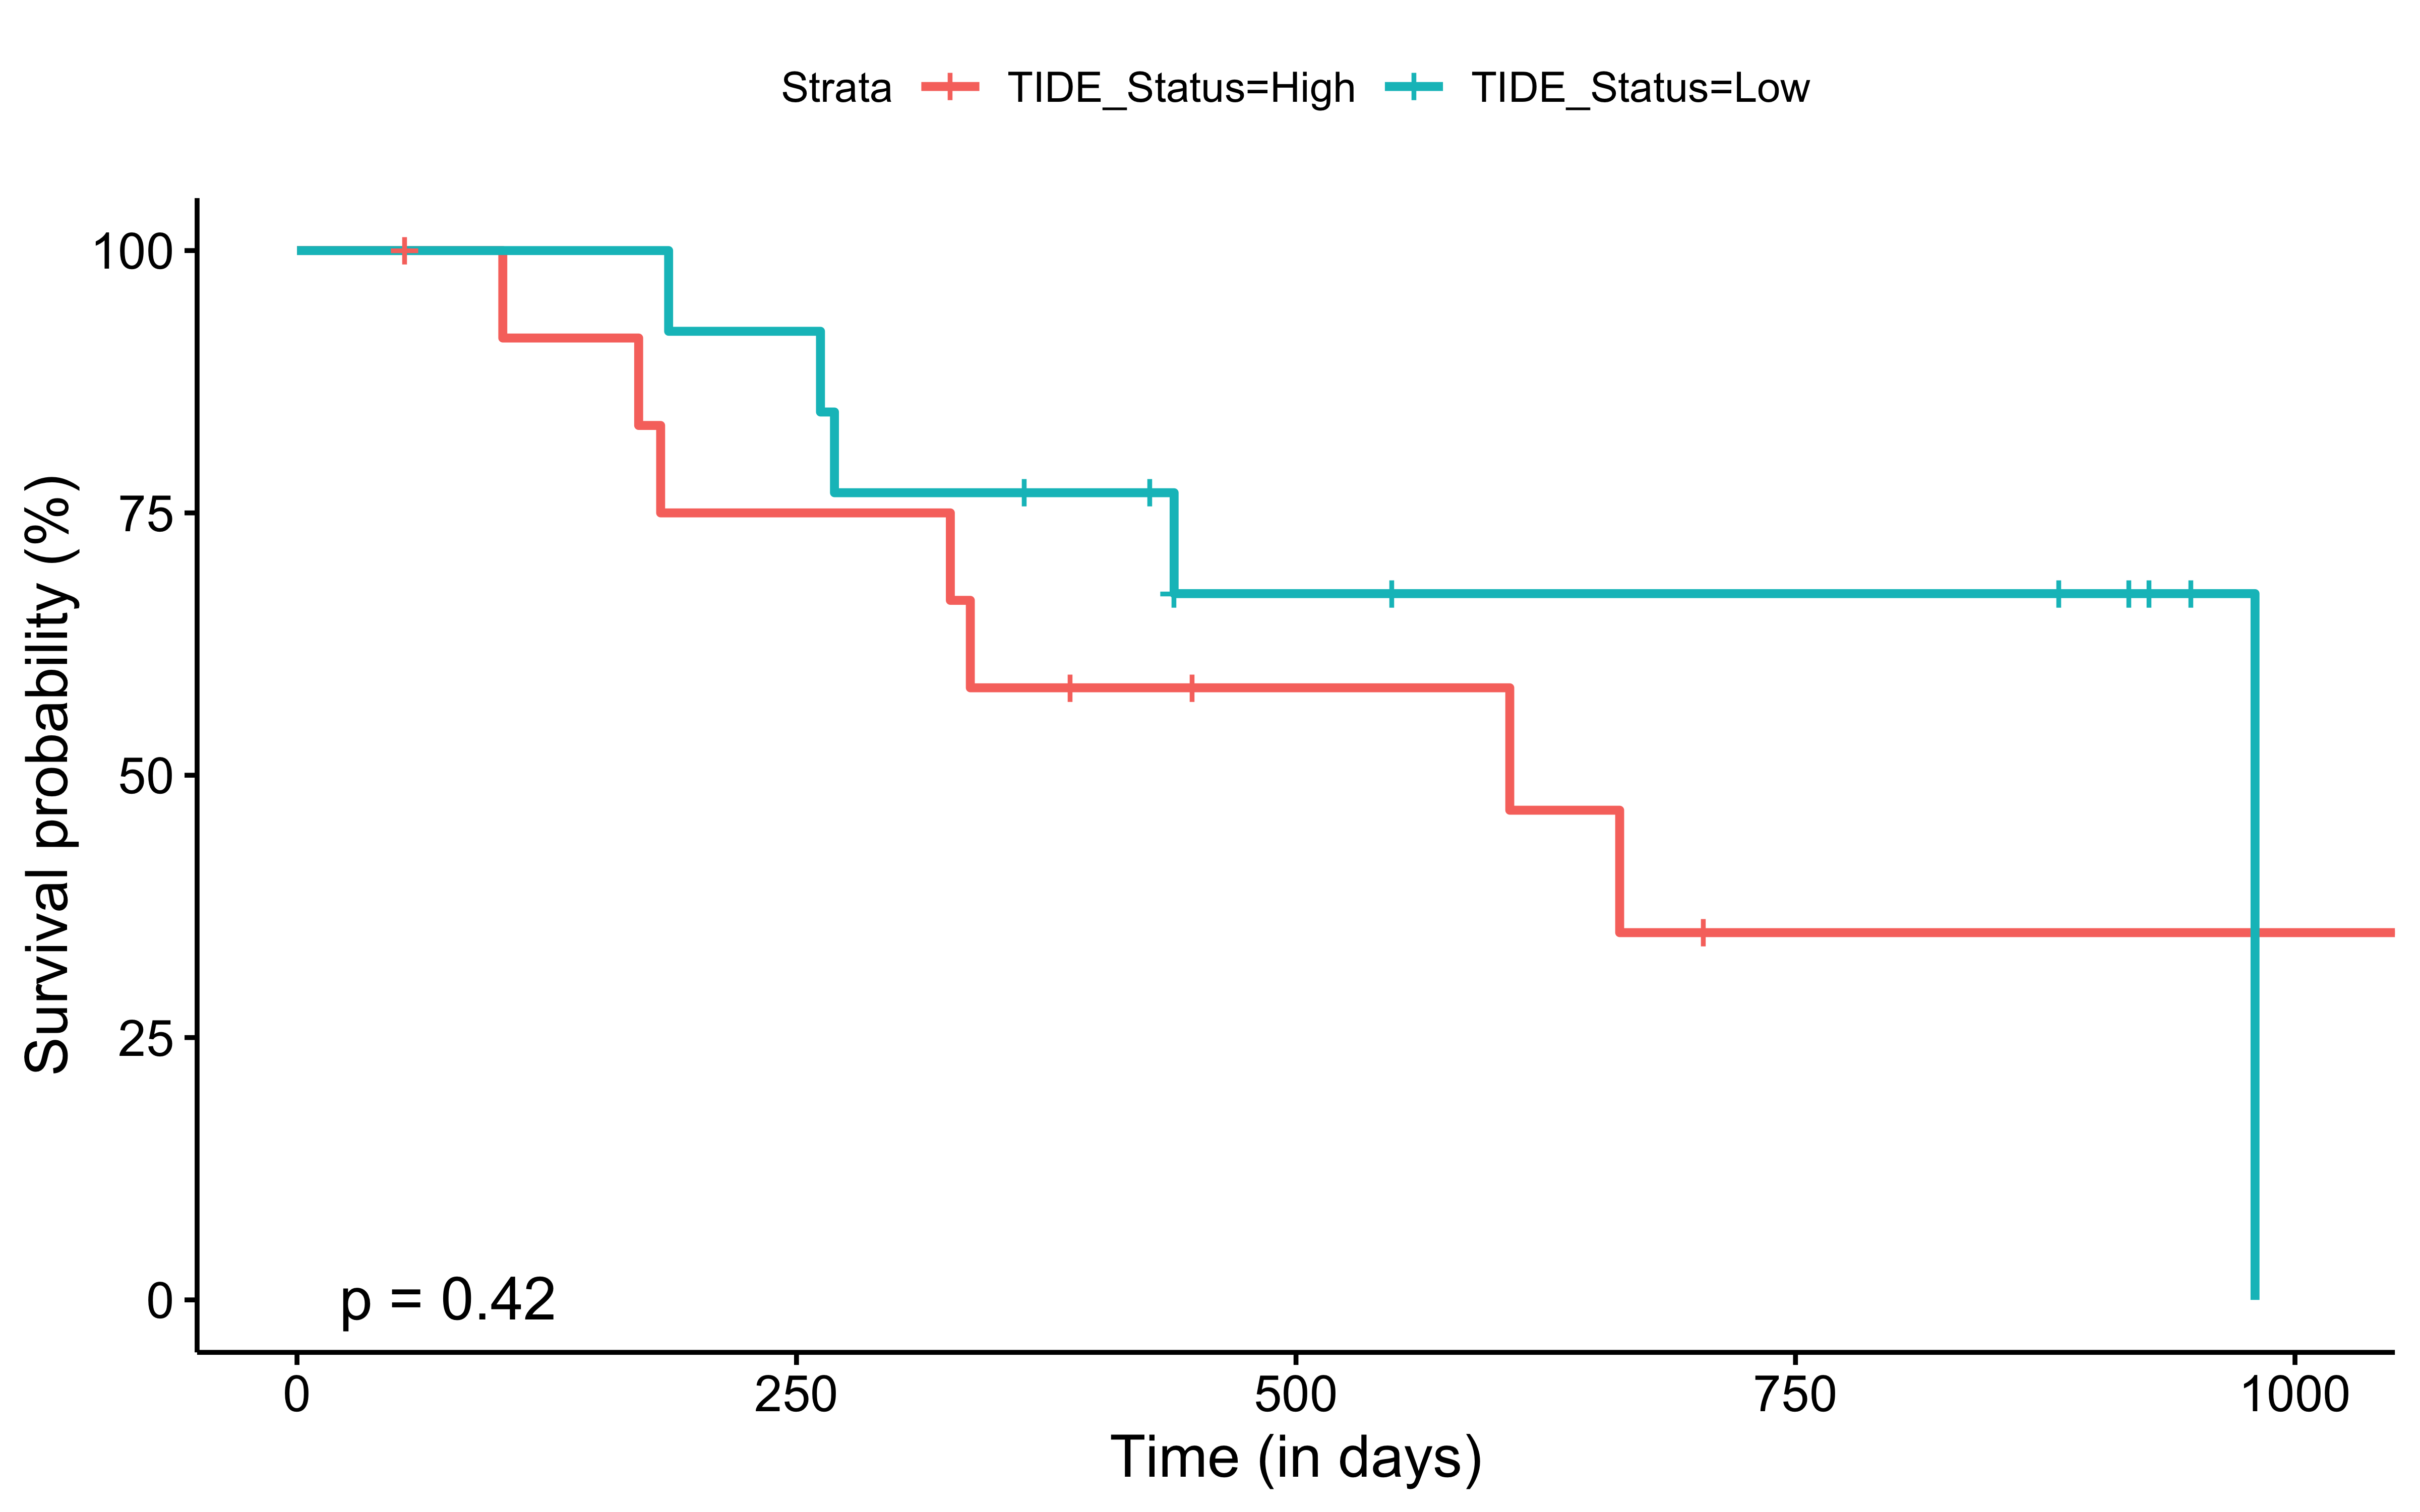 Strata TIDE_Status=High TIDE_Status=Low
Survival probability (%)
100
75
50
25
0
p = 0.42
0 250 500 750 1000
Time (in days)